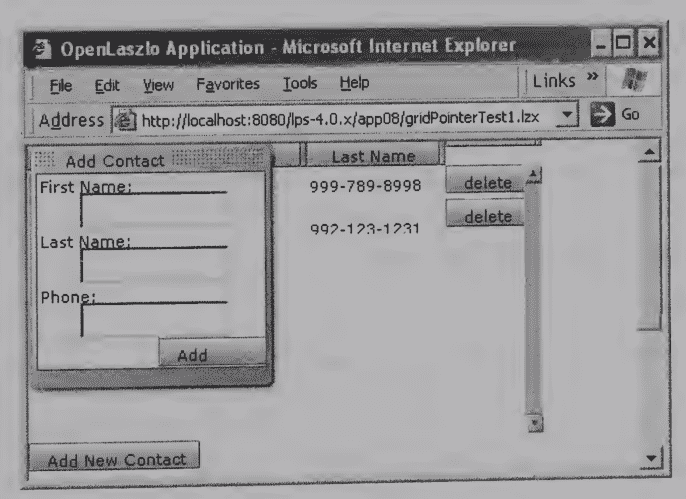 OpenLaszlo Application - Microsoft Internet Explorer
File Edit View Favorites Tools Help Links »
Address http://localhost:8080/lps-4.0.x/app08/gridPointerTest1.lzx Go
Add Contact Last Name
First Name: 999-789-8998 delete
992-123-1231 delete
Last Name:
Phone:
Add
Add New Contact